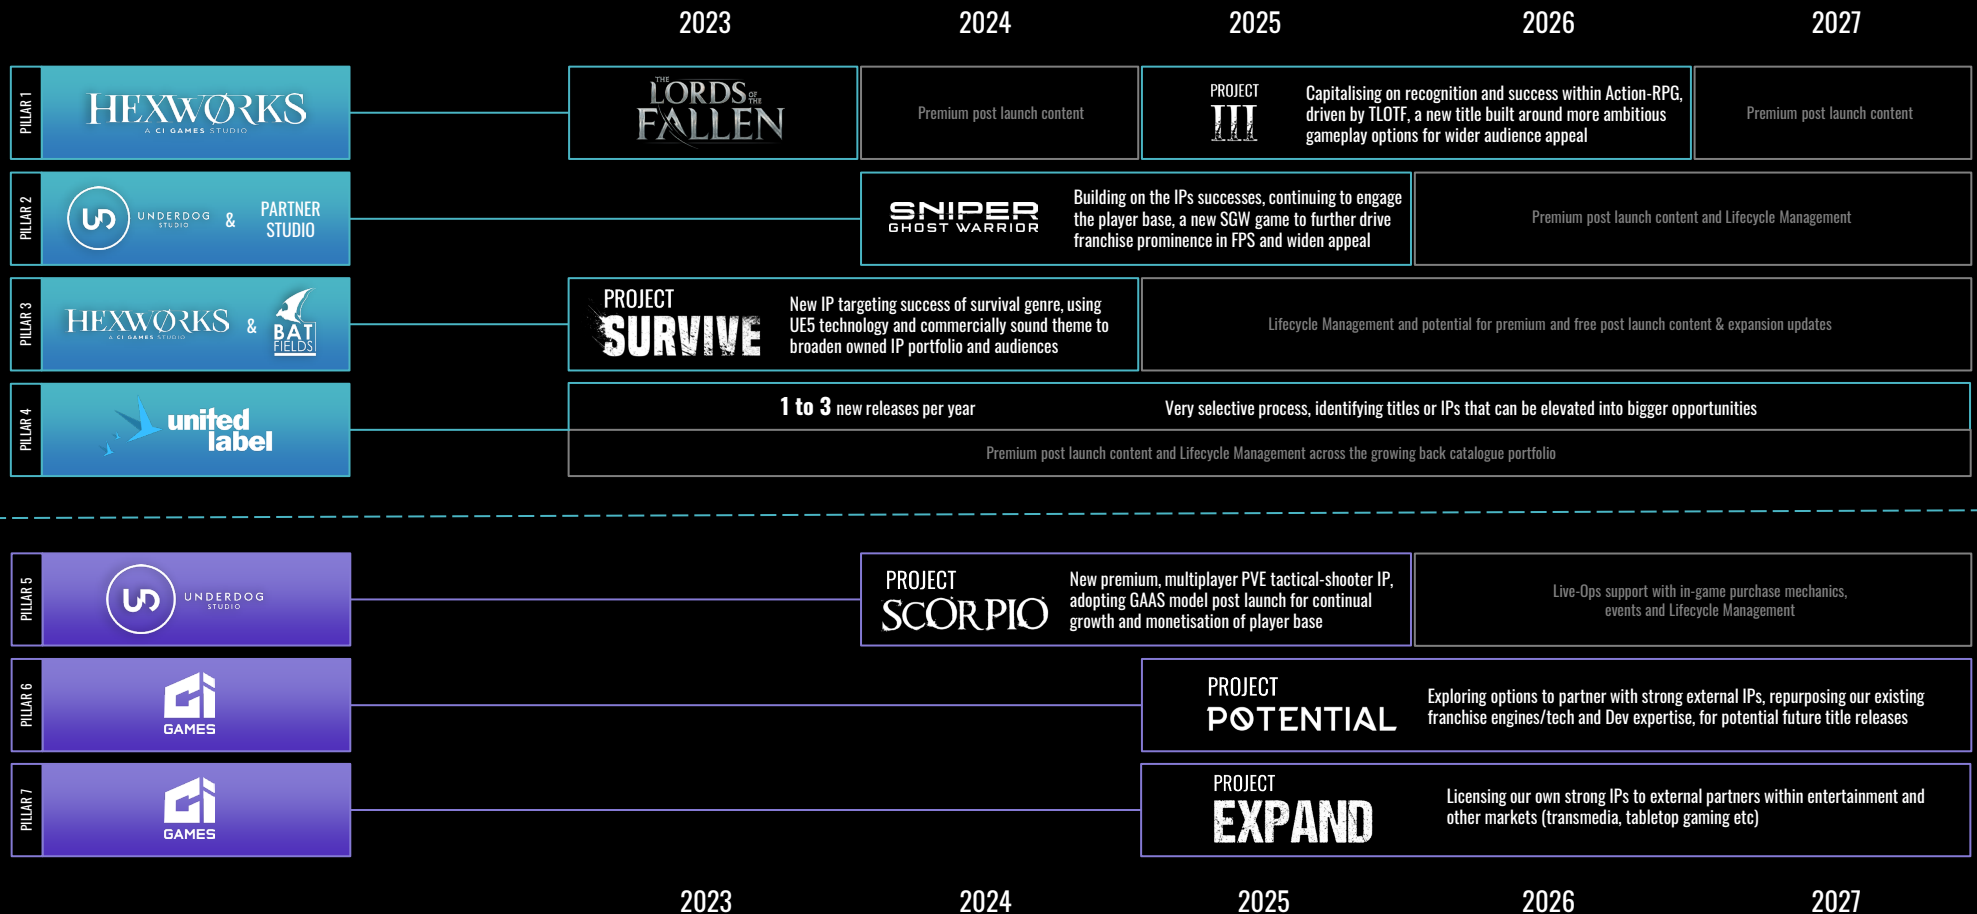 2023 2024 2025 2026 2027
PILLAR 1
HEXWORKS
A CI GAMES STUDIO
THE
LORDS OF THE
FALLEN
Premium post launch content
PROJECT
III
Capitalising on recognition and success within Action-RPG,
driven by TLOTF, a new title built around more ambitious
gameplay options for wider audience appeal
Premium post launch content
PILLAR 2
UD
UNDERDOG
STUDIO
&
PARTNER
STUDIO
SNIPER
GHOST WARRIOR
Building on the IPs successes, continuing to engage
the player base, a new SGW game to further drive
franchise prominence in FPS and widen appeal
Premium post launch content and Lifecycle Management
PILLAR 3
HEXWORKS
A CI GAMES STUDIO
&
BAT
FIELDS
PROJECT
SURVIVE
New IP targeting success of survival genre, using
UE5 technology and commercially sound theme to
broaden owned IP portfolio and audiences
Lifecycle Management and potential for premium and free post launch content & expansion updates
PILLAR 4
united
label
1 to 3 new releases per year
Very selective process, identifying titles or IPs that can be elevated into bigger opportunities
Premium post launch content and Lifecycle Management across the growing back catalogue portfolio
PILLAR 5
UD
UNDERDOG
STUDIO
PROJECT
SCORPIO
New premium, multiplayer PVE tactical-shooter IP,
adopting GAAS model post launch for continual
growth and monetisation of player base
Live-Ops support with in-game purchase mechanics,
events and Lifecycle Management
PILLAR 6
CI
GAMES
PROJECT
POTENTIAL
Exploring options to partner with strong external IPs, repurposing our existing
franchise engines/tech and Dev expertise, for potential future title releases
PILLAR 7
CI
GAMES
PROJECT
EXPAND
Licensing our own strong IPs to external partners within entertainment and
other markets (transmedia, tabletop gaming etc)
2023 2024 2025 2026 2027